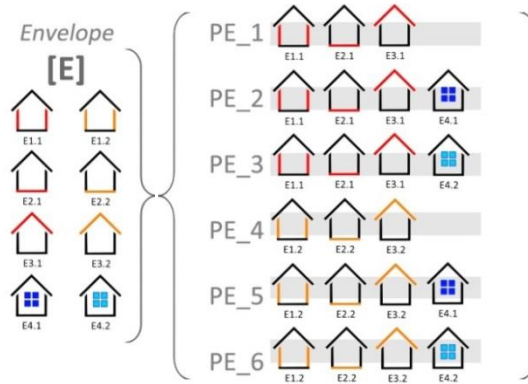 Envelope
[E]
E1.1 E1.2
E2.1 E2.2
E3.1 E3.2
E4.1 E4.2
PE_1
E1.1 E2.1 E3.1
PE_2
E1.1 E2.1 E3.1 E4.1
PE_3
E1.1 E2.1 E3.1 E4.2
PE_4
E1.2 E2.2 E3.2
PE_5
E1.2 E2.2 E3.2 E4.1
PE_6
E1.2 E2.2 E3.2 E4.2